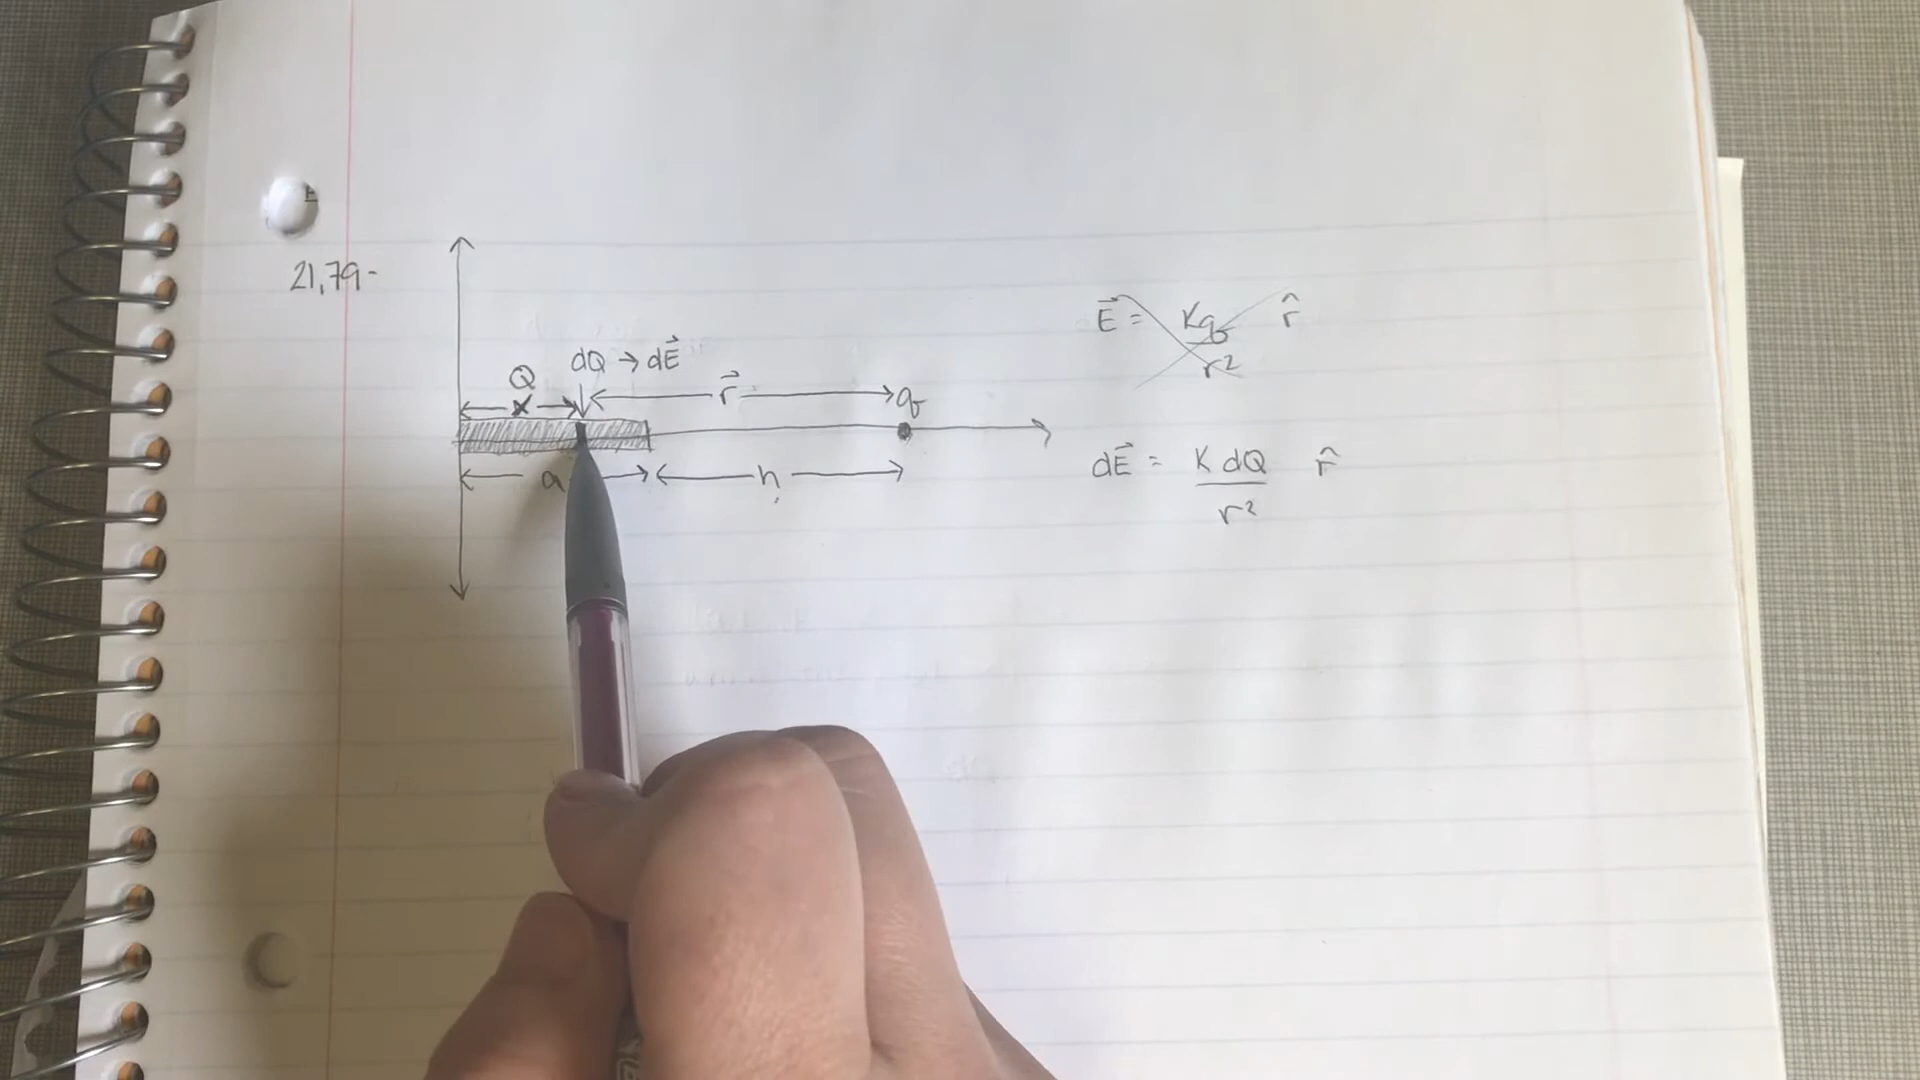 21.79-
E⃗ = Kq/r² r̂
dQ → dE⃗
Q
x
r⃗
q
a
h
dE⃗ = K dQ/r² r̂